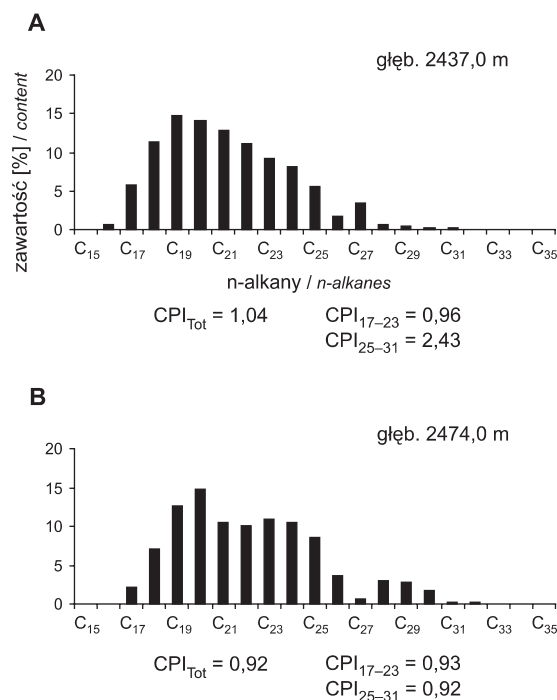 A
głęb. 2437,0 m
zawartość [%] / content
20
15
10
5
0
C15 C17 C19 C21 C23 C25 C27 C29 C31 C33 C35
n-alkany / n-alkanes
CPITot = 1,04 CPI17–23 = 0,96
CPI25–31 = 2,43
B
głęb. 2474,0 m
20
15
10
5
0
C15 C17 C19 C21 C23 C25 C27 C29 C31 C33 C35
CPITot = 0,92 CPI17–23 = 0,93
CPI25–31 = 0,92